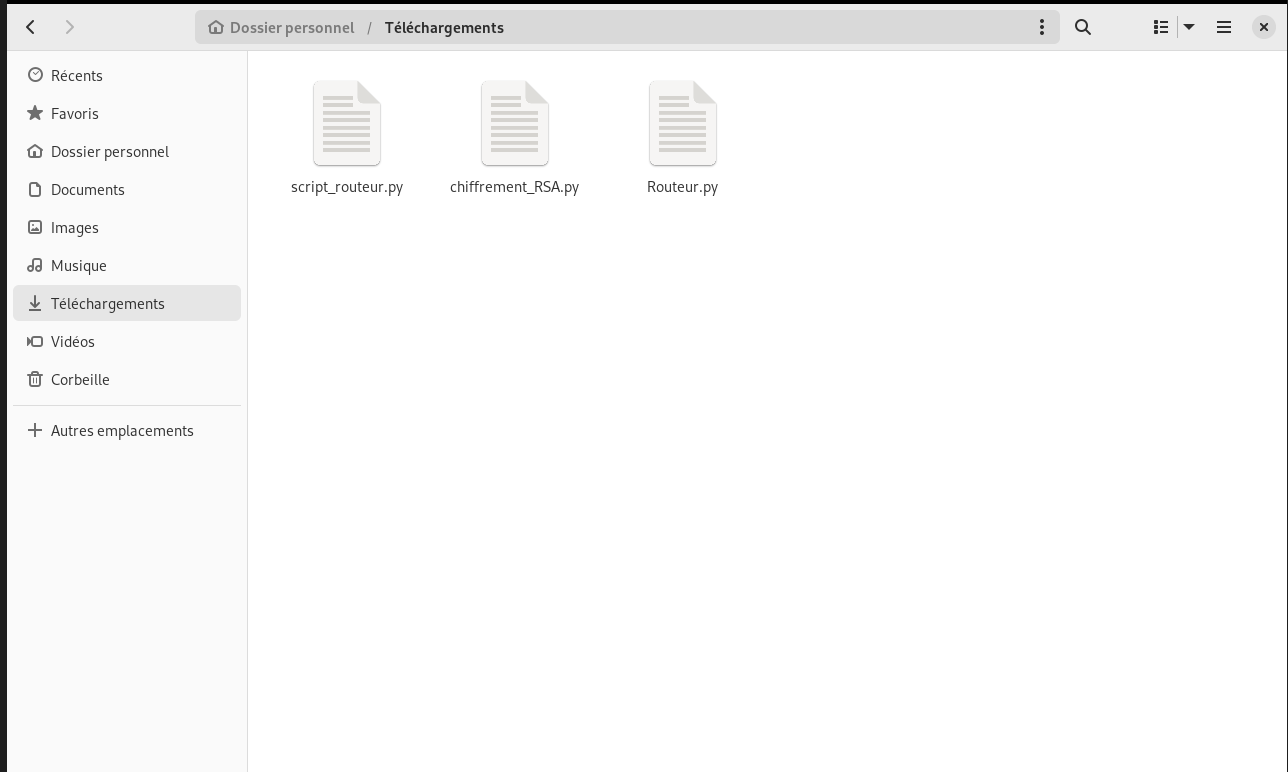 Dossier personnel / Téléchargements
Récents
Favoris
Dossier personnel
Documents
Images
Musique
Téléchargements
Vidéos
Corbeille
Autres emplacements
script_routeur.py
chiffrement_RSA.py
Routeur.py